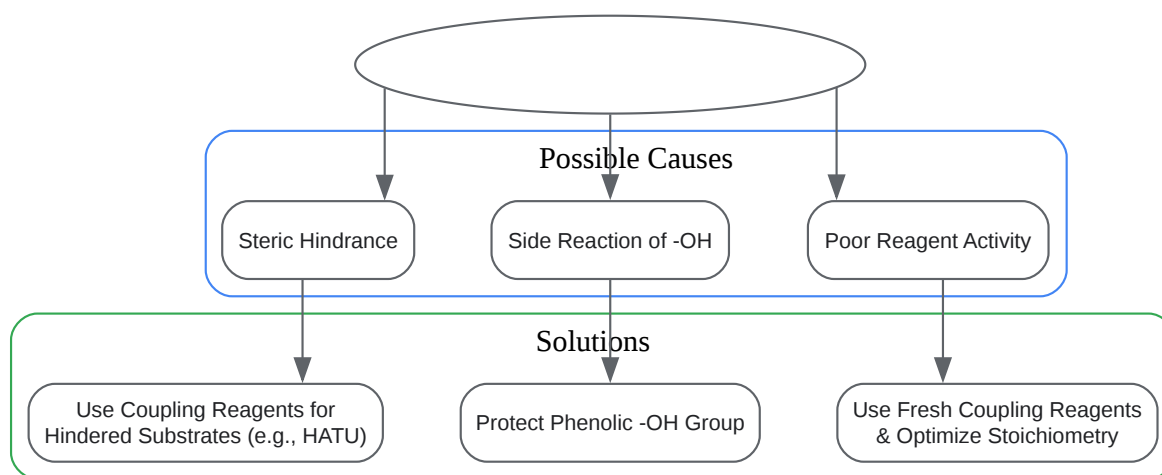 Possible Causes
Steric Hindrance
Side Reaction of -OH
Poor Reagent Activity
Solutions
Use Coupling Reagents for
Hindered Substrates (e.g., HATU)
Protect Phenolic -OH Group
Use Fresh Coupling Reagents
& Optimize Stoichiometry